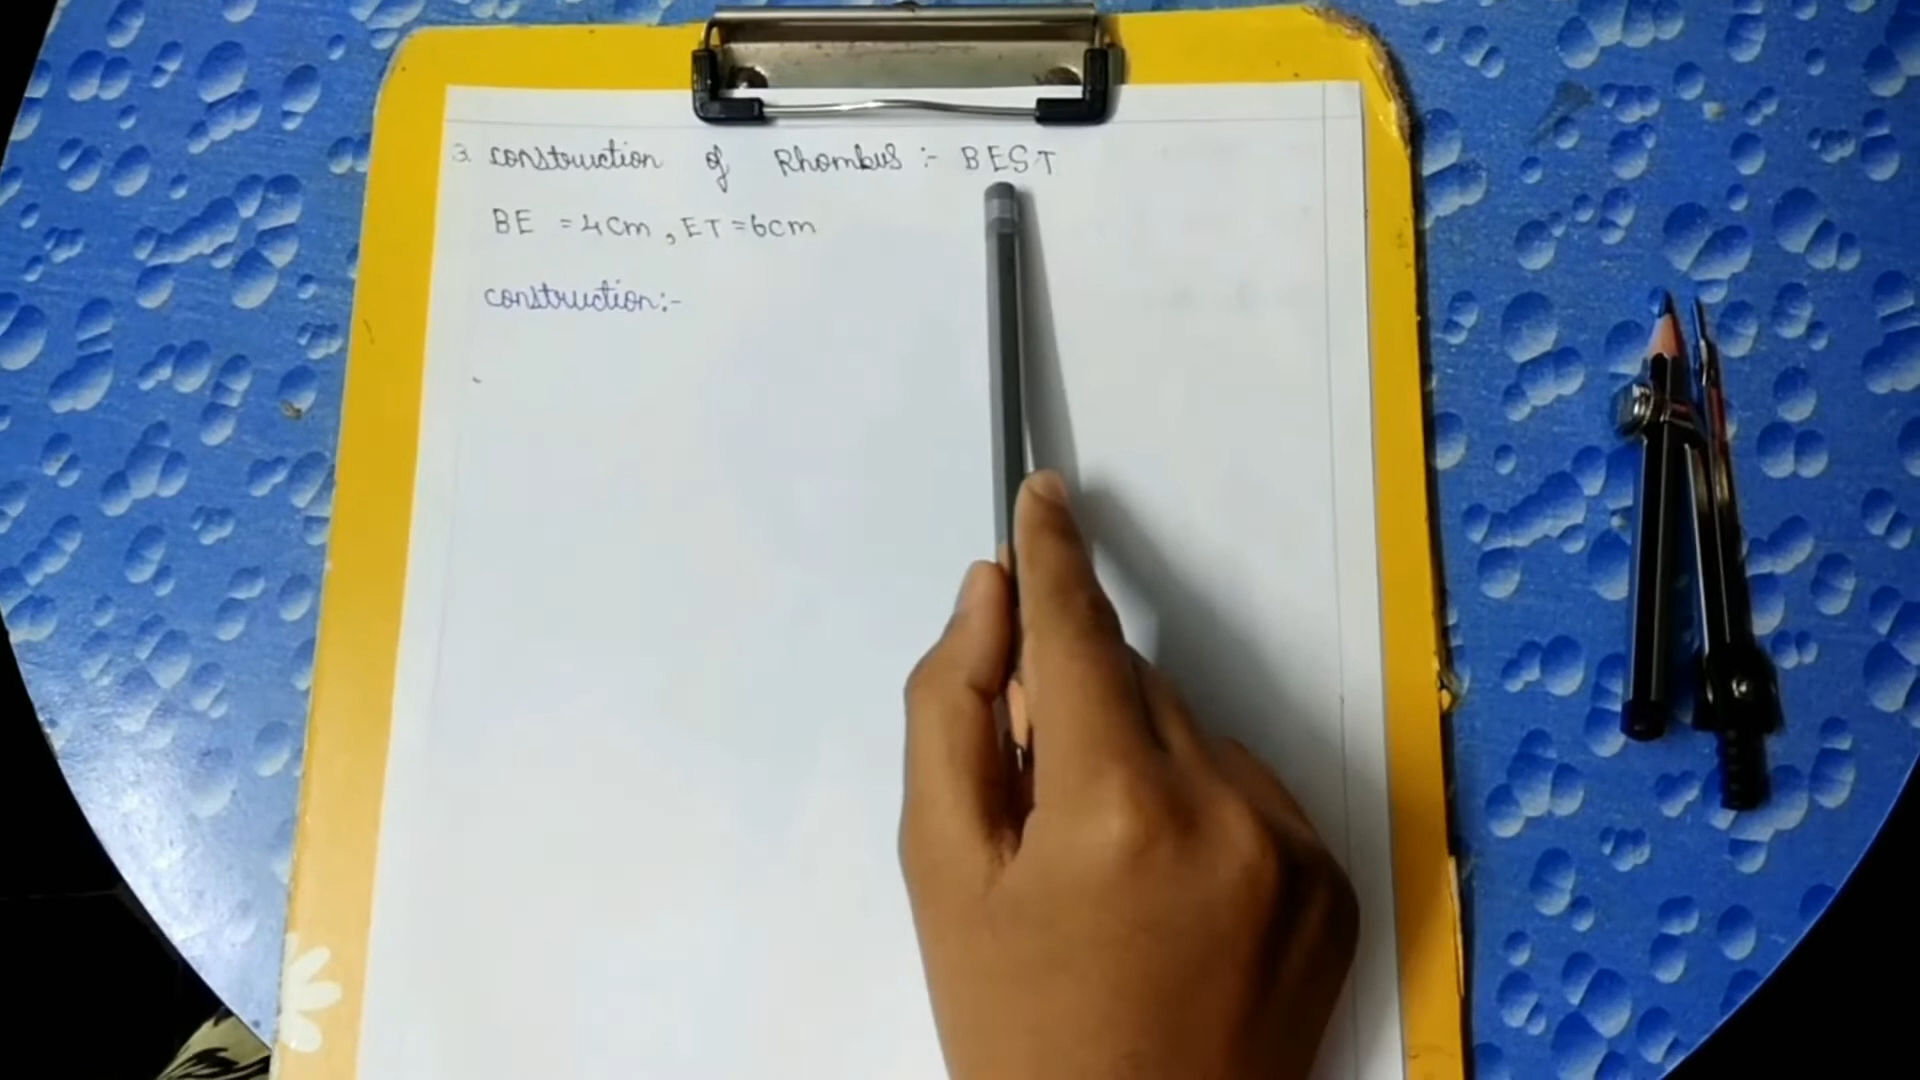 3. construction of Rhombus :- BEST
BE = 4cm, ET = 6cm
construction:-